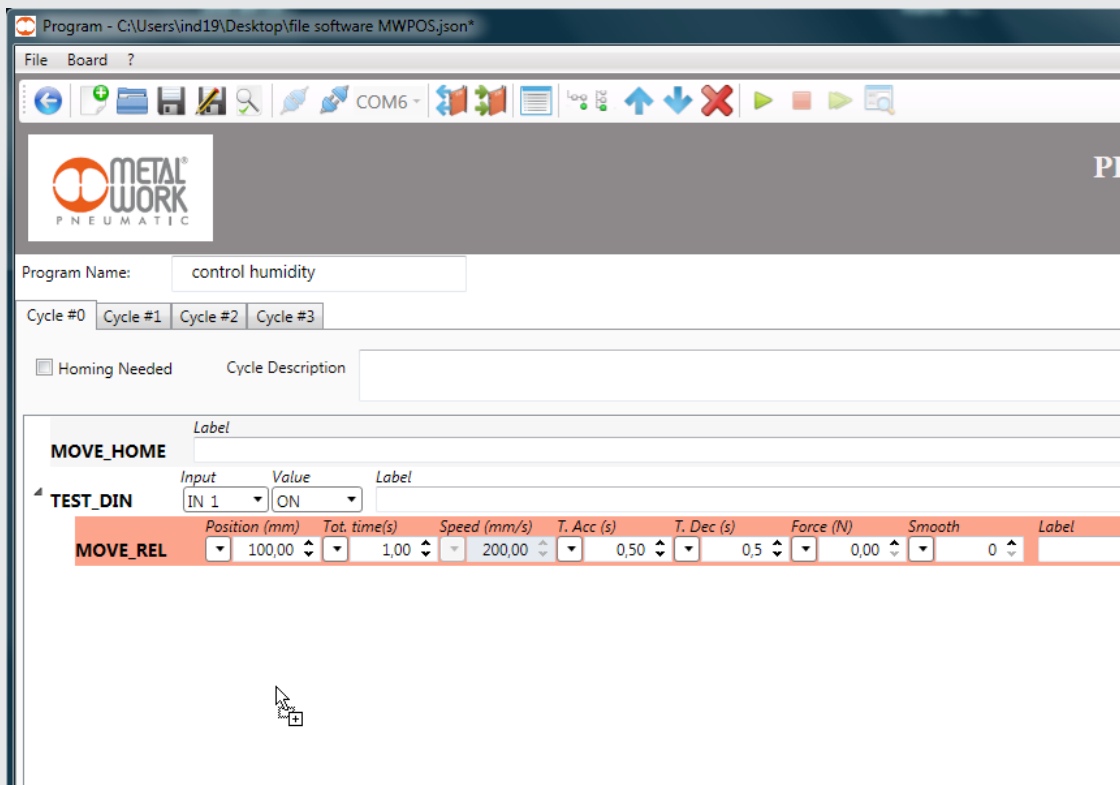 Program - C:\Users\ind19\Desktop\file software MWPOS.json*
File Board ?
COM6
METAL® WORK
PNEUMATIC
Program Name: control humidity
Cycle #0 Cycle #1 Cycle #2 Cycle #3
Homing Needed Cycle Description
Label
MOVE_HOME
Input Value Label
TEST_DIN IN 1 ON
Position (mm) Tot. time(s) Speed (mm/s) T. Acc (s) T. Dec (s) Force (N) Smooth Label
MOVE_REL 100,00 1,00 200,00 0,50 0,5 0,00 0